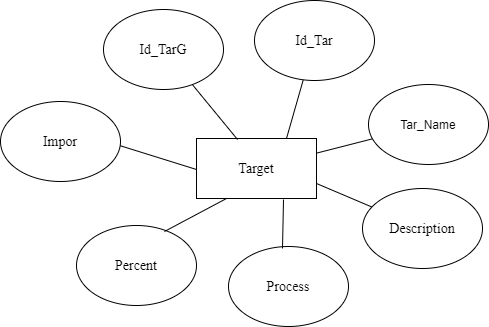 Id_TarG
Id_Tar
Tar_Name
Impor
Target
Description
Percent
Process